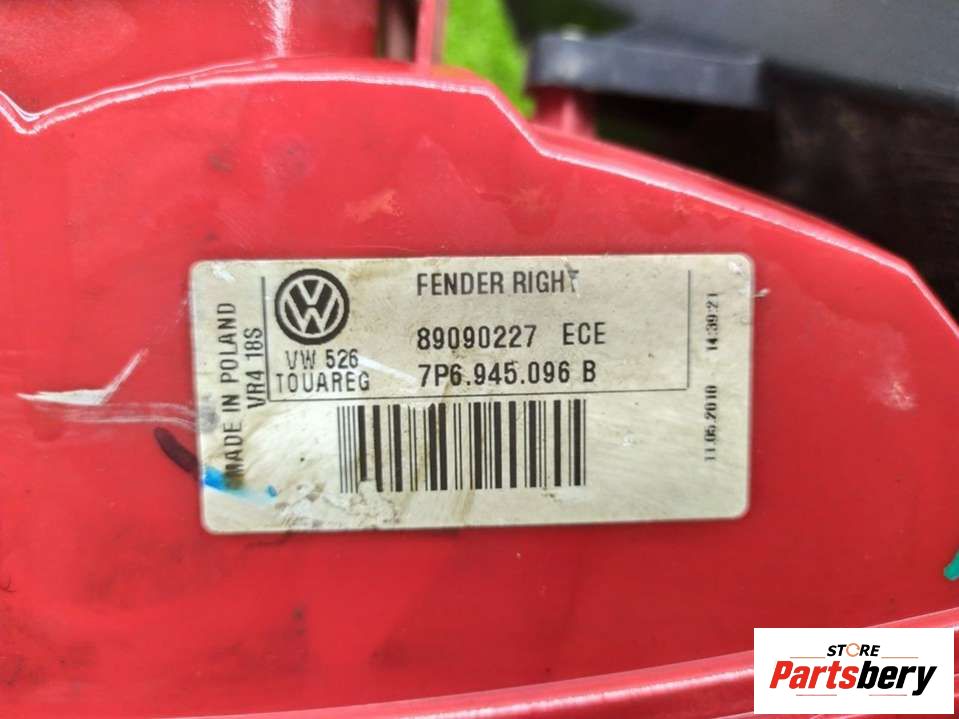 FENDER RIGHT
89090227 ECE
7P6.945.096 B
VW 526
TOUAREG
MADE IN POLAND
VR4 18S
11.05.2010 14:39:21
STORE
Partsbery